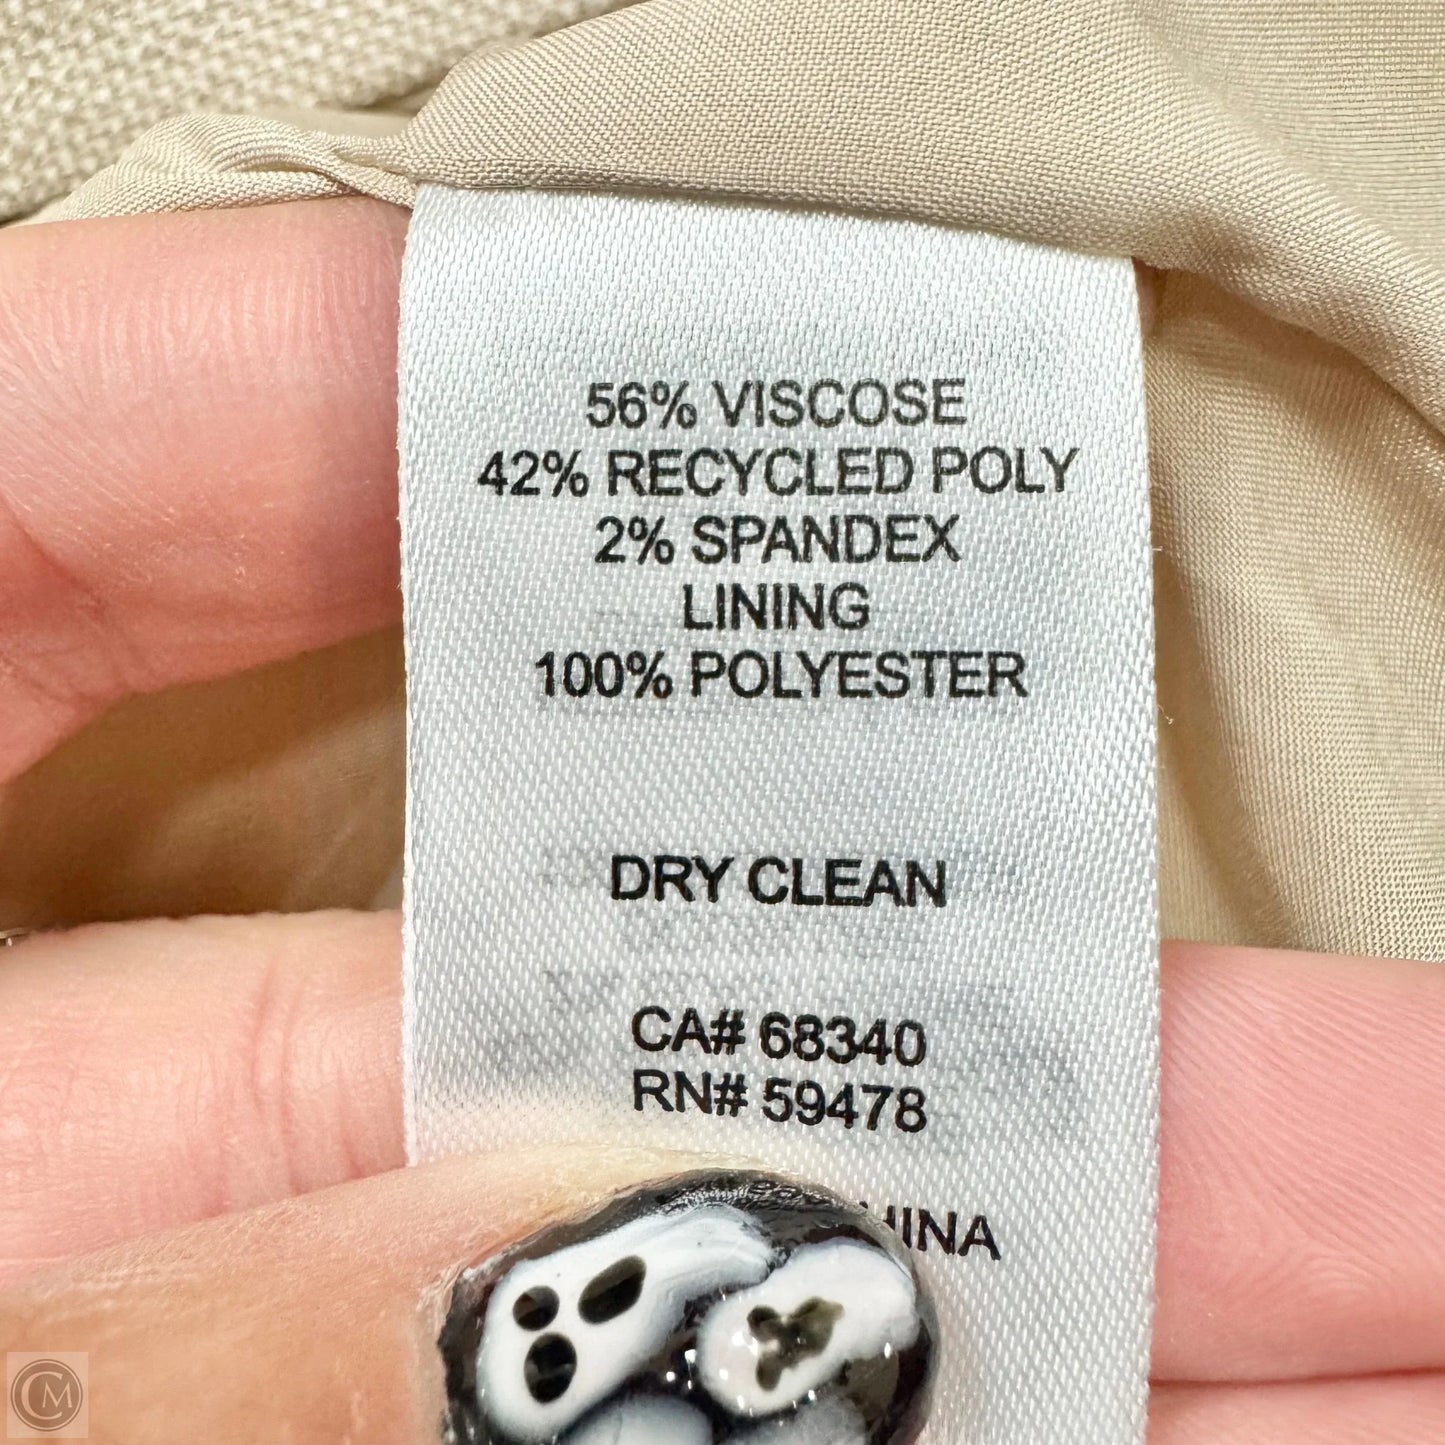 56% VISCOSE
42% RECYCLED POLY
2% SPANDEX
LINING
100% POLYESTER
DRY CLEAN
CA# 68340
RN# 59478